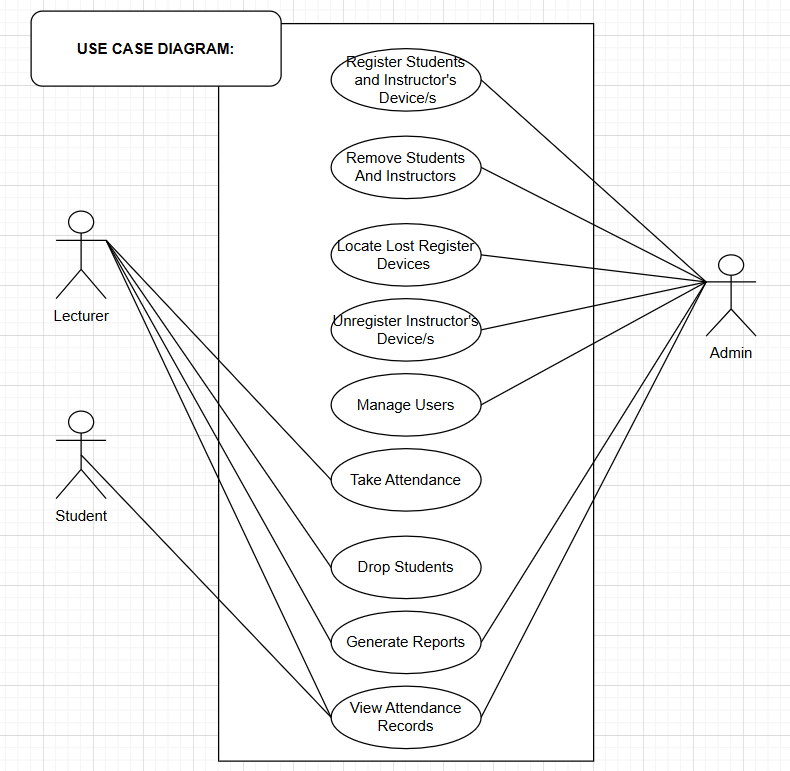 USE CASE DIAGRAM:
Register Students
and Instructor's
Device/s
Remove Students
And Instructors
Locate Lost Register
Devices
Unregister Instructor's
Device/s
Manage Users
Take Attendance
Drop Students
Generate Reports
View Attendance
Records
Lecturer
Student
Admin